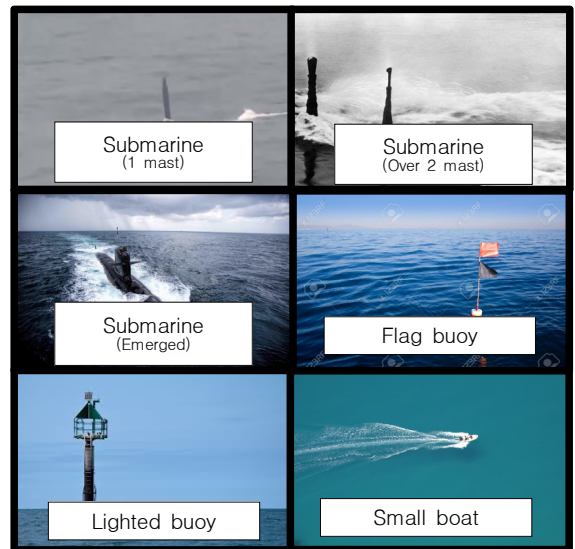 Submarine
(1 mast)
Submarine
(Over 2 mast)
Submarine
(Emerged)
Flag buoy
Lighted buoy
Small boat